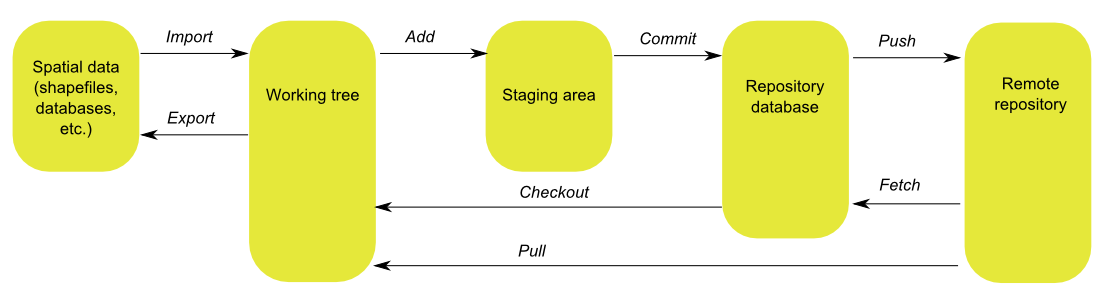 Import
Add
Commit
Push
Spatial data
(shapefiles,
databases,
etc.)
Working tree
Staging area
Repository
database
Remote
repository
Export
Checkout
Fetch
Pull